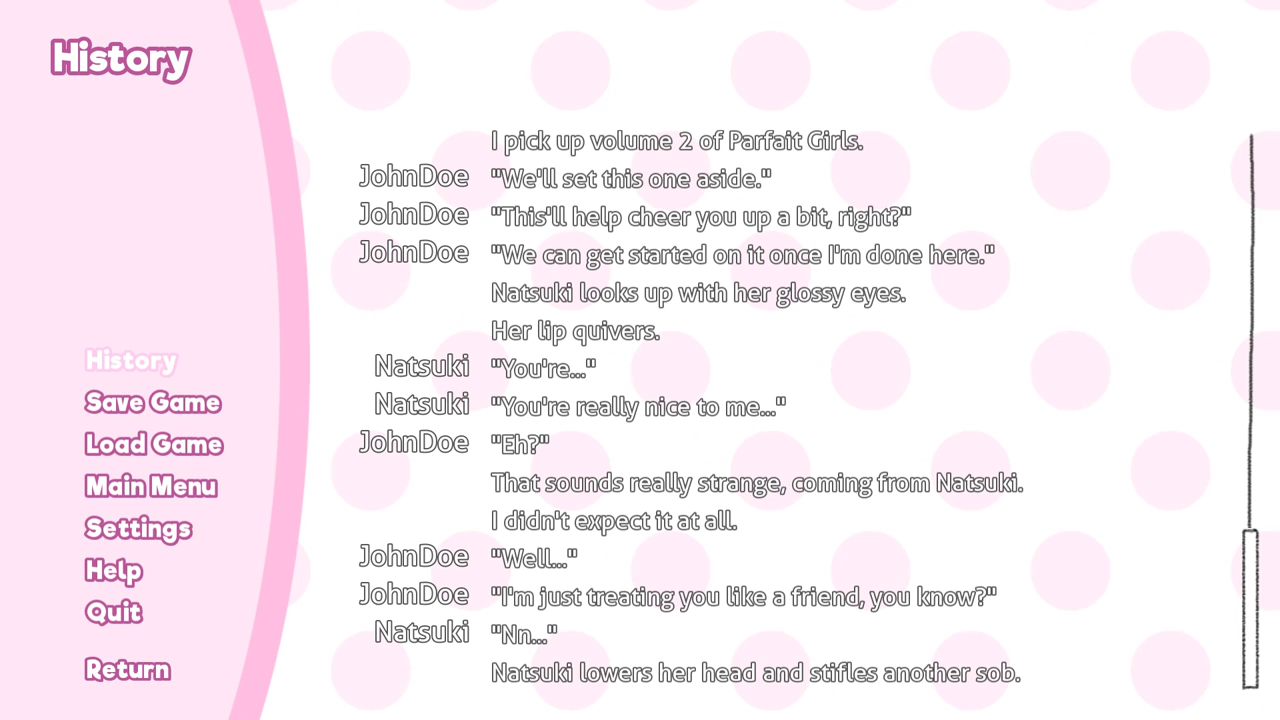 History
I pick up volume 2 of Parfait Girls.
JohnDoe "We'll set this one aside."
JohnDoe "This'll help cheer you up a bit, right?"
JohnDoe "We can get started on it once I'm done here."
Natsuki looks up with her glossy eyes.
Her lip quivers.
Natsuki "You're..."
Natsuki "You're really nice to me..."
JohnDoe "Eh?"
That sounds really strange, coming from Natsuki.
I didn't expect it at all.
JohnDoe "Well..."
JohnDoe "I'm just treating you like a friend, you know?"
Natsuki "Nn..."
Natsuki lowers her head and stifles another sob.
History
Save Game
Load Game
Main Menu
Settings
Help
Quit
Return